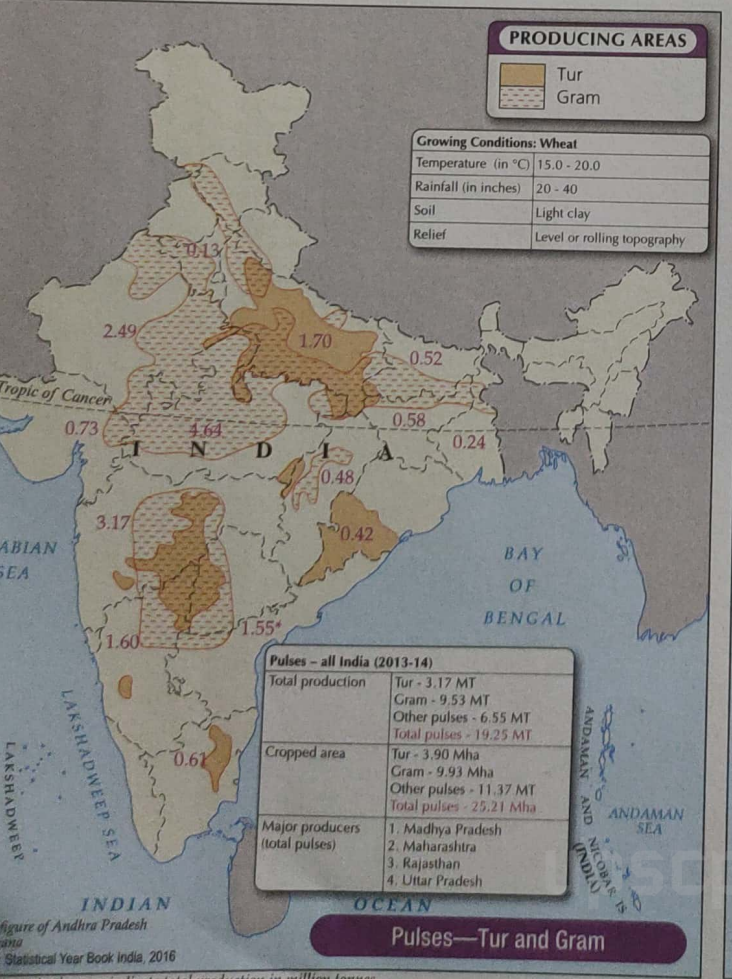 PRODUCING AREAS
Tur
Gram
Growing Conditions: Wheat
Temperature (in °C) 15.0 - 20.0
Rainfall (in inches) 20 - 40
Soil Light clay
Relief Level or rolling topography
0.13
2.49
1.70
0.52
Tropic of Cancer
0.58
0.73
4.64
0.24
I N D I A
0.48
3.17
0.42
ABIAN
SEA
BAY
OF
BENGAL
1.60
1.55*
0.61
LAKSHADWEEP SEA
LAKSHADWEEP
Pulses – all India (2013-14)
Total production Tur - 3.17 MT
Gram - 9.53 MT
Other pulses - 6.55 MT
Total pulses - 19.25 MT
Cropped area Tur - 3.90 Mha
Gram - 9.93 Mha
Other pulses - 11.37 MT
Total pulses - 25.21 Mha
Major producers (total pulses) 1. Madhya Pradesh
2. Maharashtra
3. Rajasthan
4. Uttar Pradesh
ANDAMAN AND NICOBAR IS
(INDIA)
ANDAMAN
SEA
INDIAN OCEAN
figure of Andhra Pradesh
ana
Statistical Year Book India, 2016
Pulses—Tur and Gram